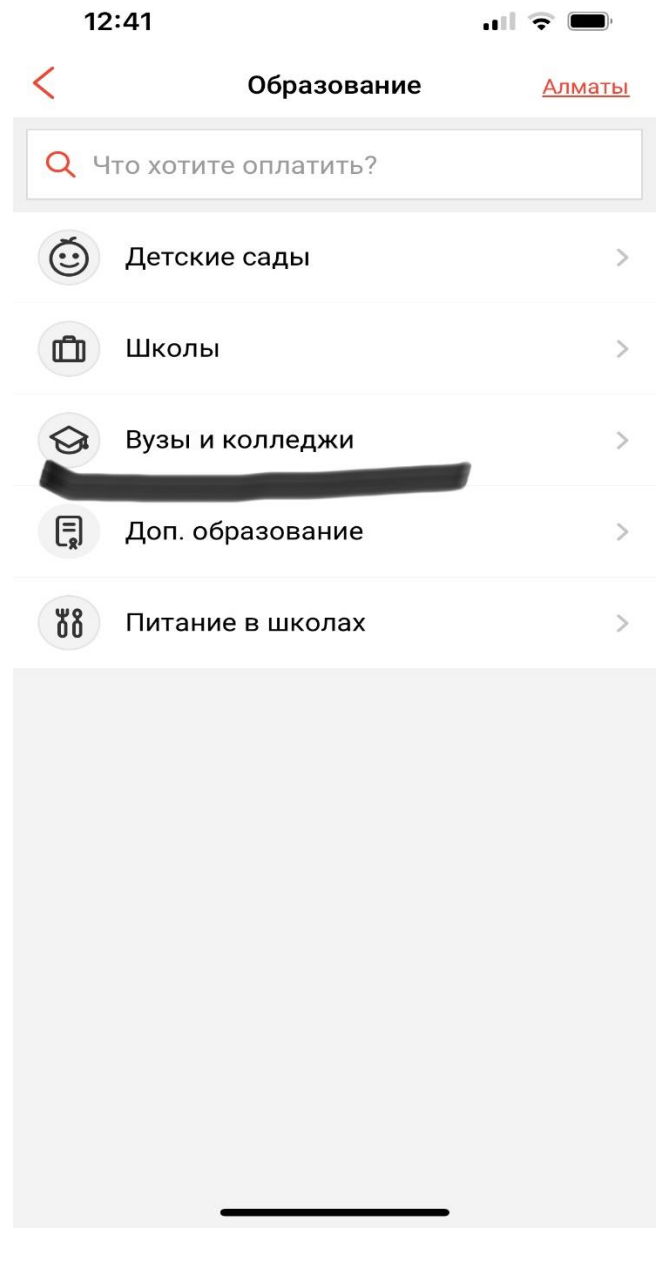 12:41
Образование
Алматы
Что хотите оплатить?
Детские сады
Школы
Вузы и колледжи
Доп. образование
Питание в школах